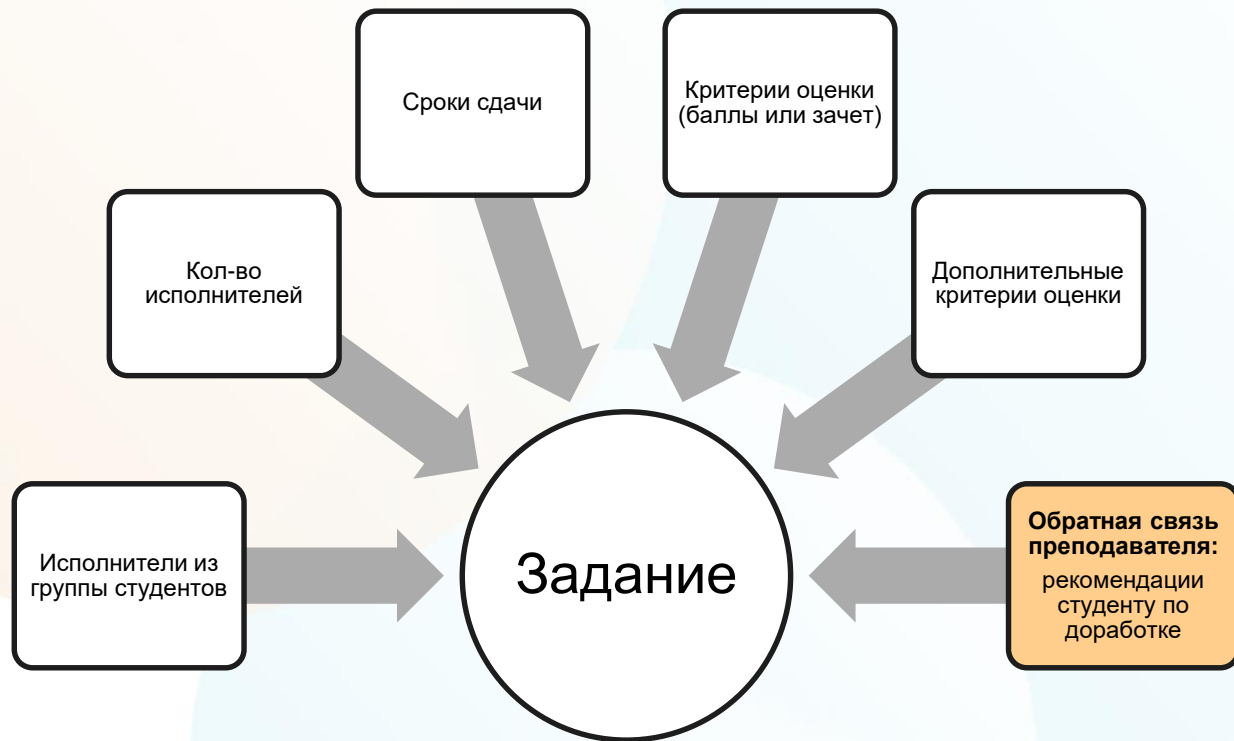 Сроки сдачи
Критерии оценки
(баллы или зачет)
Кол-во
исполнителей
Дополнительные
критерии оценки
Исполнители из
группы студентов
Задание
Обратная связь
преподавателя:
рекомендации
студенту по
доработке